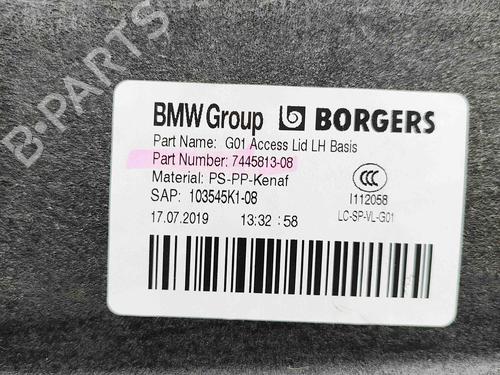 B-PARTS
BMW Group BORGERS
Part Name: G01 Access Lid LH Basis
Part Number: 7445813-08
Material: PS-PP-Kenaf
SAP: 103545K1-08
17.07.2019 13:32:58
CCC
I112058
LC-SP-VL-G01